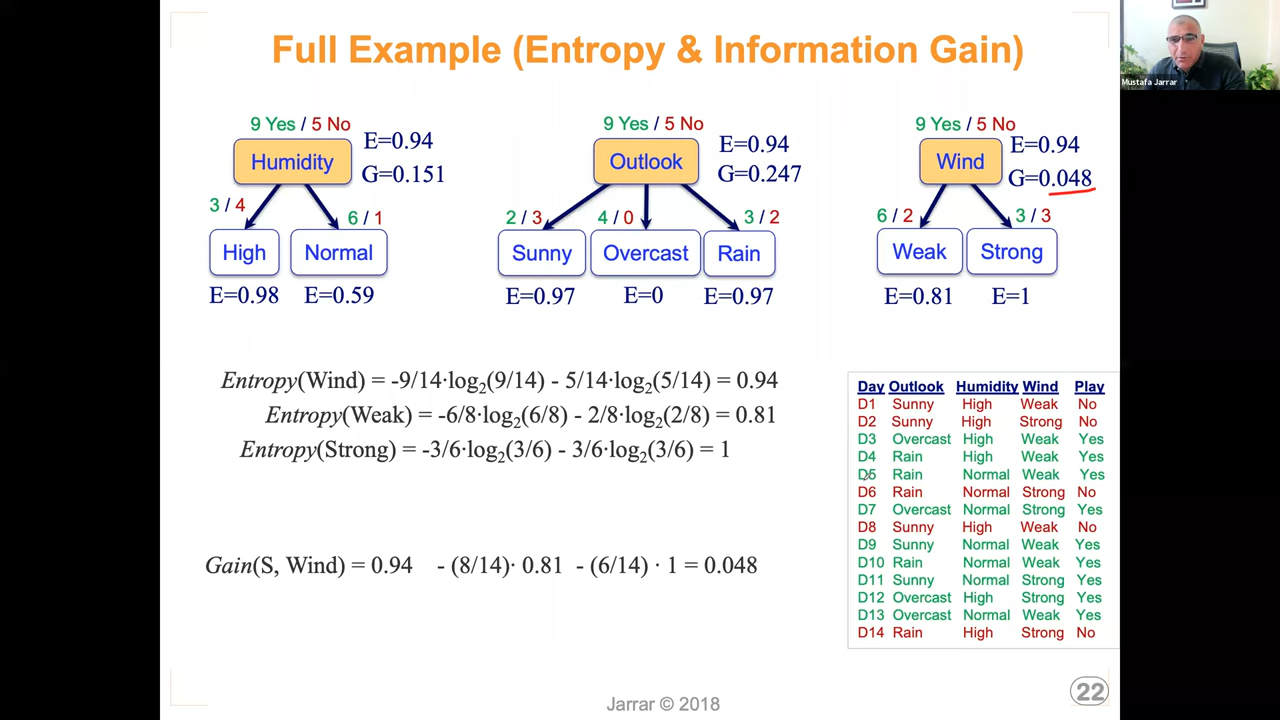 Full Example (Entropy & Information Gain)
Mustafa Jarrar
9 Yes / 5 No
Humidity
E=0.94
G=0.151
3 / 4
6 / 1
High
Normal
E=0.98
E=0.59
9 Yes / 5 No
Outlook
E=0.94
G=0.247
2 / 3
4 / 0
3 / 2
Sunny
Overcast
Rain
E=0.97
E=0
E=0.97
9 Yes / 5 No
Wind
E=0.94
G=0.048
6 / 2
3 / 3
Weak
Strong
E=0.81
E=1
Entropy(Wind) = -9/14·log₂(9/14) - 5/14·log₂(5/14) = 0.94
Entropy(Weak) = -6/8·log₂(6/8) - 2/8·log₂(2/8) = 0.81
Entropy(Strong) = -3/6·log₂(3/6) - 3/6·log₂(3/6) = 1
Gain(S, Wind) = 0.94 - (8/14)· 0.81 - (6/14) · 1 = 0.048
Day Outlook Humidity Wind Play
D1 Sunny High Weak No
D2 Sunny High Strong No
D3 Overcast High Weak Yes
D4 Rain High Weak Yes
D5 Rain Normal Weak Yes
D6 Rain Normal Strong No
D7 Overcast Normal Strong Yes
D8 Sunny High Weak No
D9 Sunny Normal Weak Yes
D10 Rain Normal Weak Yes
D11 Sunny Normal Strong Yes
D12 Overcast High Strong Yes
D13 Overcast Normal Weak Yes
D14 Rain High Strong No
Jarrar © 2018
22